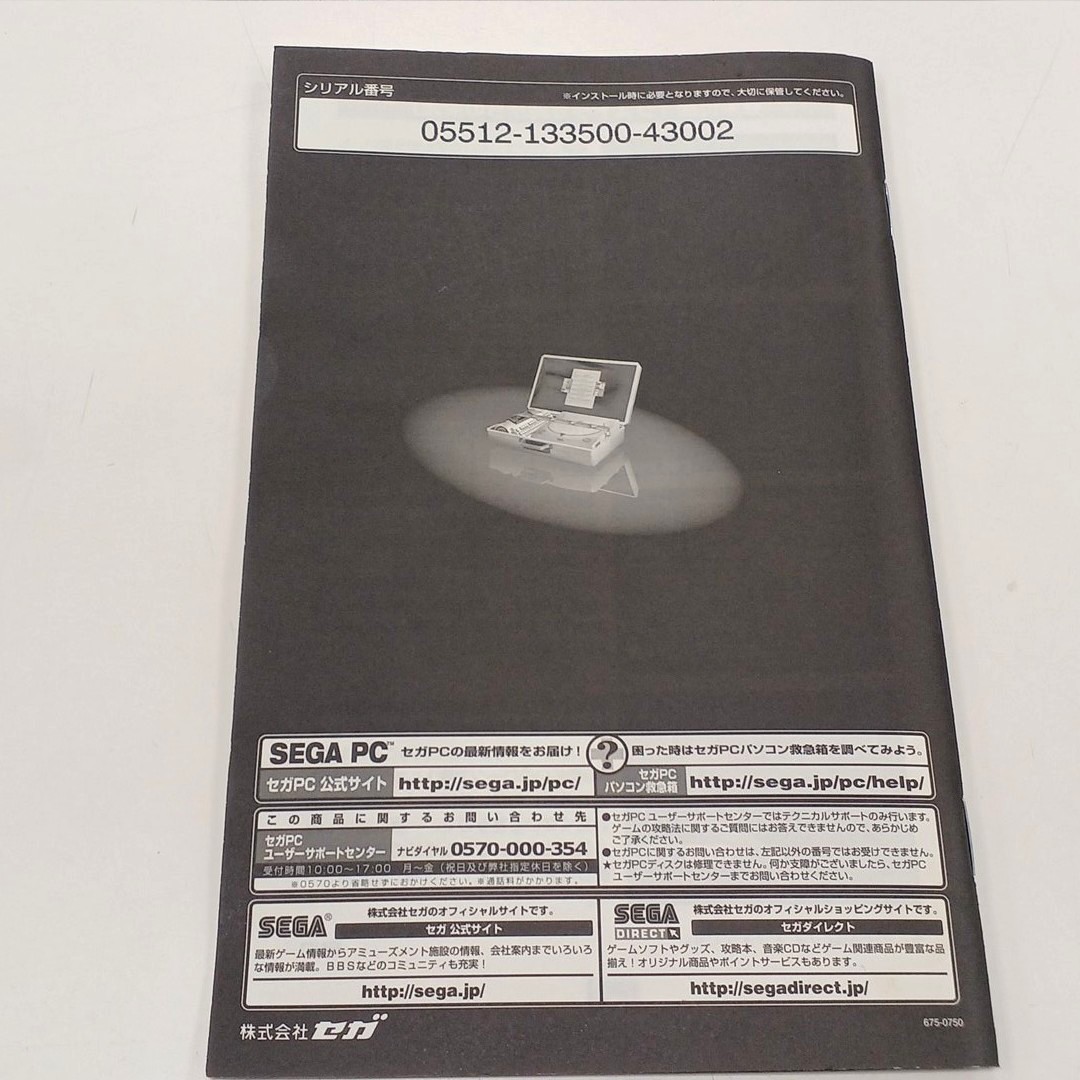 シリアル番号
※インストール時に必要となりますので、大切に保管してください。
05512-133500-43002
SEGA PC™ セガPCの最新情報をお届け！
セガPC 公式サイト http://sega.jp/pc/
? 困った時はセガPCパソコン救急箱を調べてみよう。
セガPC
パソコン救急箱 http://sega.jp/pc/help/
この商品に関するお問い合わせ先
セガPC
ユーザーサポートセンター ナビダイヤル 0570-000-354
受付時間10:00〜17:00 月〜金（祝日及び弊社指定休日を除く）
※0570より省略せずにおかけください。※通話料がかかります。
●セガPC ユーザーサポートセンターではテクニカルサポートのみ行います。
ゲームの攻略法に関するご質問にはお答えできませんので、あらかじめ
ご了承ください。
●セガPCに関するお問い合わせは、左記以外の番号ではお受けできません。
★セガPCディスクは修理できません。何か支障がございましたら、セガPC
ユーザーサポートセンターまでお問い合わせください。
SEGA® 株式会社セガのオフィシャルサイトです。
セガ 公式サイト
最新ゲーム情報からアミューズメント施設の情報、会社案内までいろいろ
な情報が満載。BBSなどのコミュニティも充実！
http://sega.jp/
SEGA DIRECT 株式会社セガのオフィシャルショッピングサイトです。
セガダイレクト
ゲームソフトやグッズ、攻略本、音楽CDなどゲーム関連商品が豊富な品
揃え！オリジナル商品やポイントサービスもあります。
http://segadirect.jp/
株式会社 セガ
675-0750